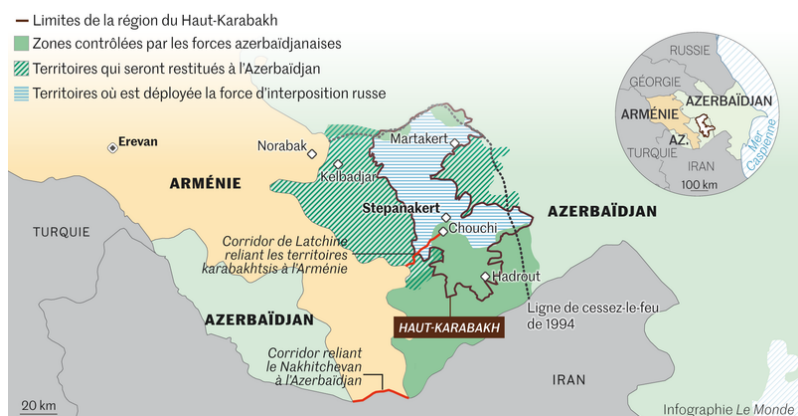 Limites de la région du Haut-Karabakh
Zones contrôlées par les forces azerbaïdjanaises
Territoires qui seront restitués à l'Azerbaïdjan
Territoires où est déployée la force d'interposition russe
RUSSIE
GÉORGIE
AZERBAÏDJAN
ARMÉNIE
AZ.
TURQUIE
IRAN
Mer
Caspienne
100 km
Erevan
Norabak
Martakert
Kelbadjar
ARMÉNIE
Stepanakert
AZERBAÏDJAN
TURQUIE
Chouchi
Corridor de Latchine
reliant les territoires
karabakhtsis à l'Arménie
Hadrout
AZERBAÏDJAN
HAUT-KARABAKH
Ligne de cessez-le-feu
de 1994
Corridor reliant
le Nakhitchevan
à l'Azerbaïdjan
IRAN
20 km
Infographie Le Monde